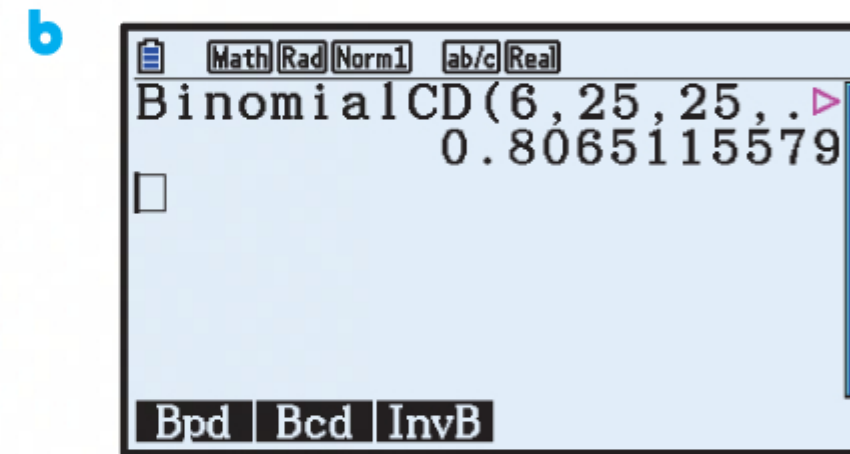 b
Math Rad Norm1 ab/c Real
BinomialCD(6,25,25,.
0.8065115579
Bpd Bcd InvB